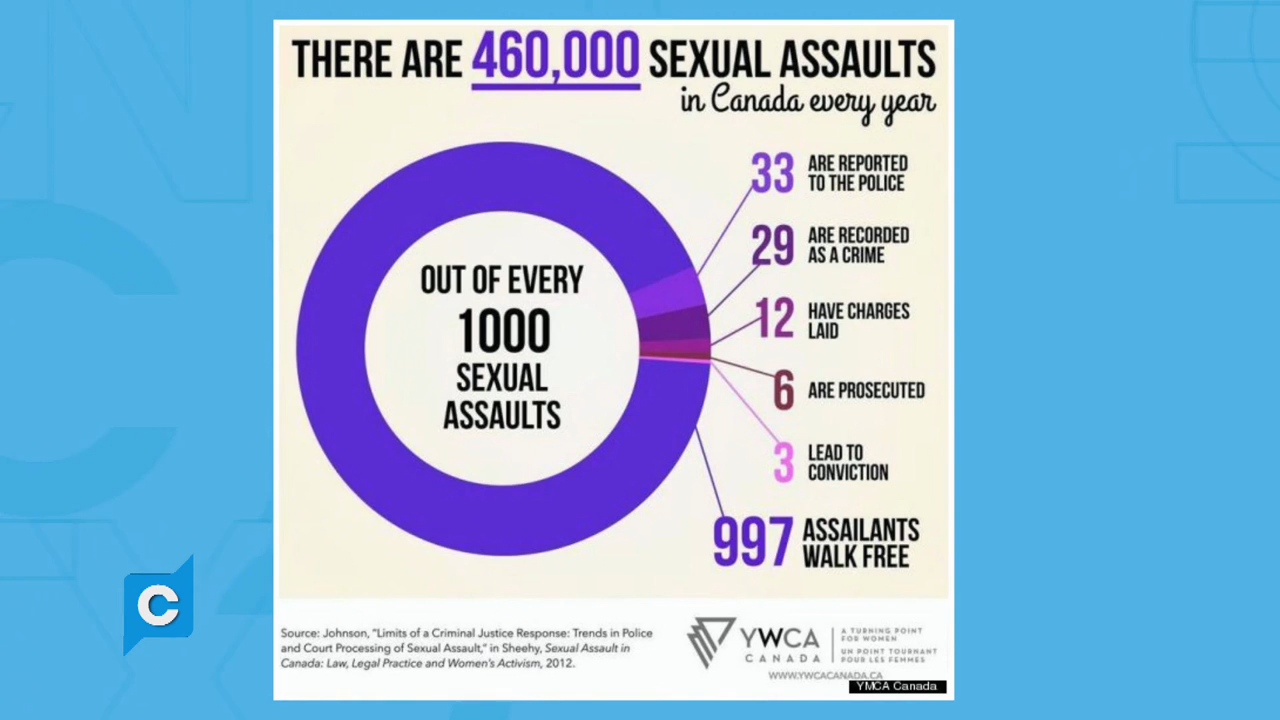 THERE ARE 460,000 SEXUAL ASSAULTS
in Canada every year
33 ARE REPORTED
TO THE POLICE
29 ARE RECORDED
AS A CRIME
12 HAVE CHARGES
LAID
6 ARE PROSECUTED
3 LEAD TO
CONVICTION
997 ASSAILANTS
WALK FREE
OUT OF EVERY
1000
SEXUAL
ASSAULTS
C
Source: Johnson, "Limits of a Criminal Justice Response: Trends in Police
and Court Processing of Sexual Assault," in Sheehy, Sexual Assault in
Canada: Law, Legal Practice and Women's Activism, 2012.
YWCA
CANADA
A TURNING POINT
FOR WOMEN
UN POINT TOURNANT
POUR LES FEMMES
WWW.YWCACANADA.CA
YMCA Canada